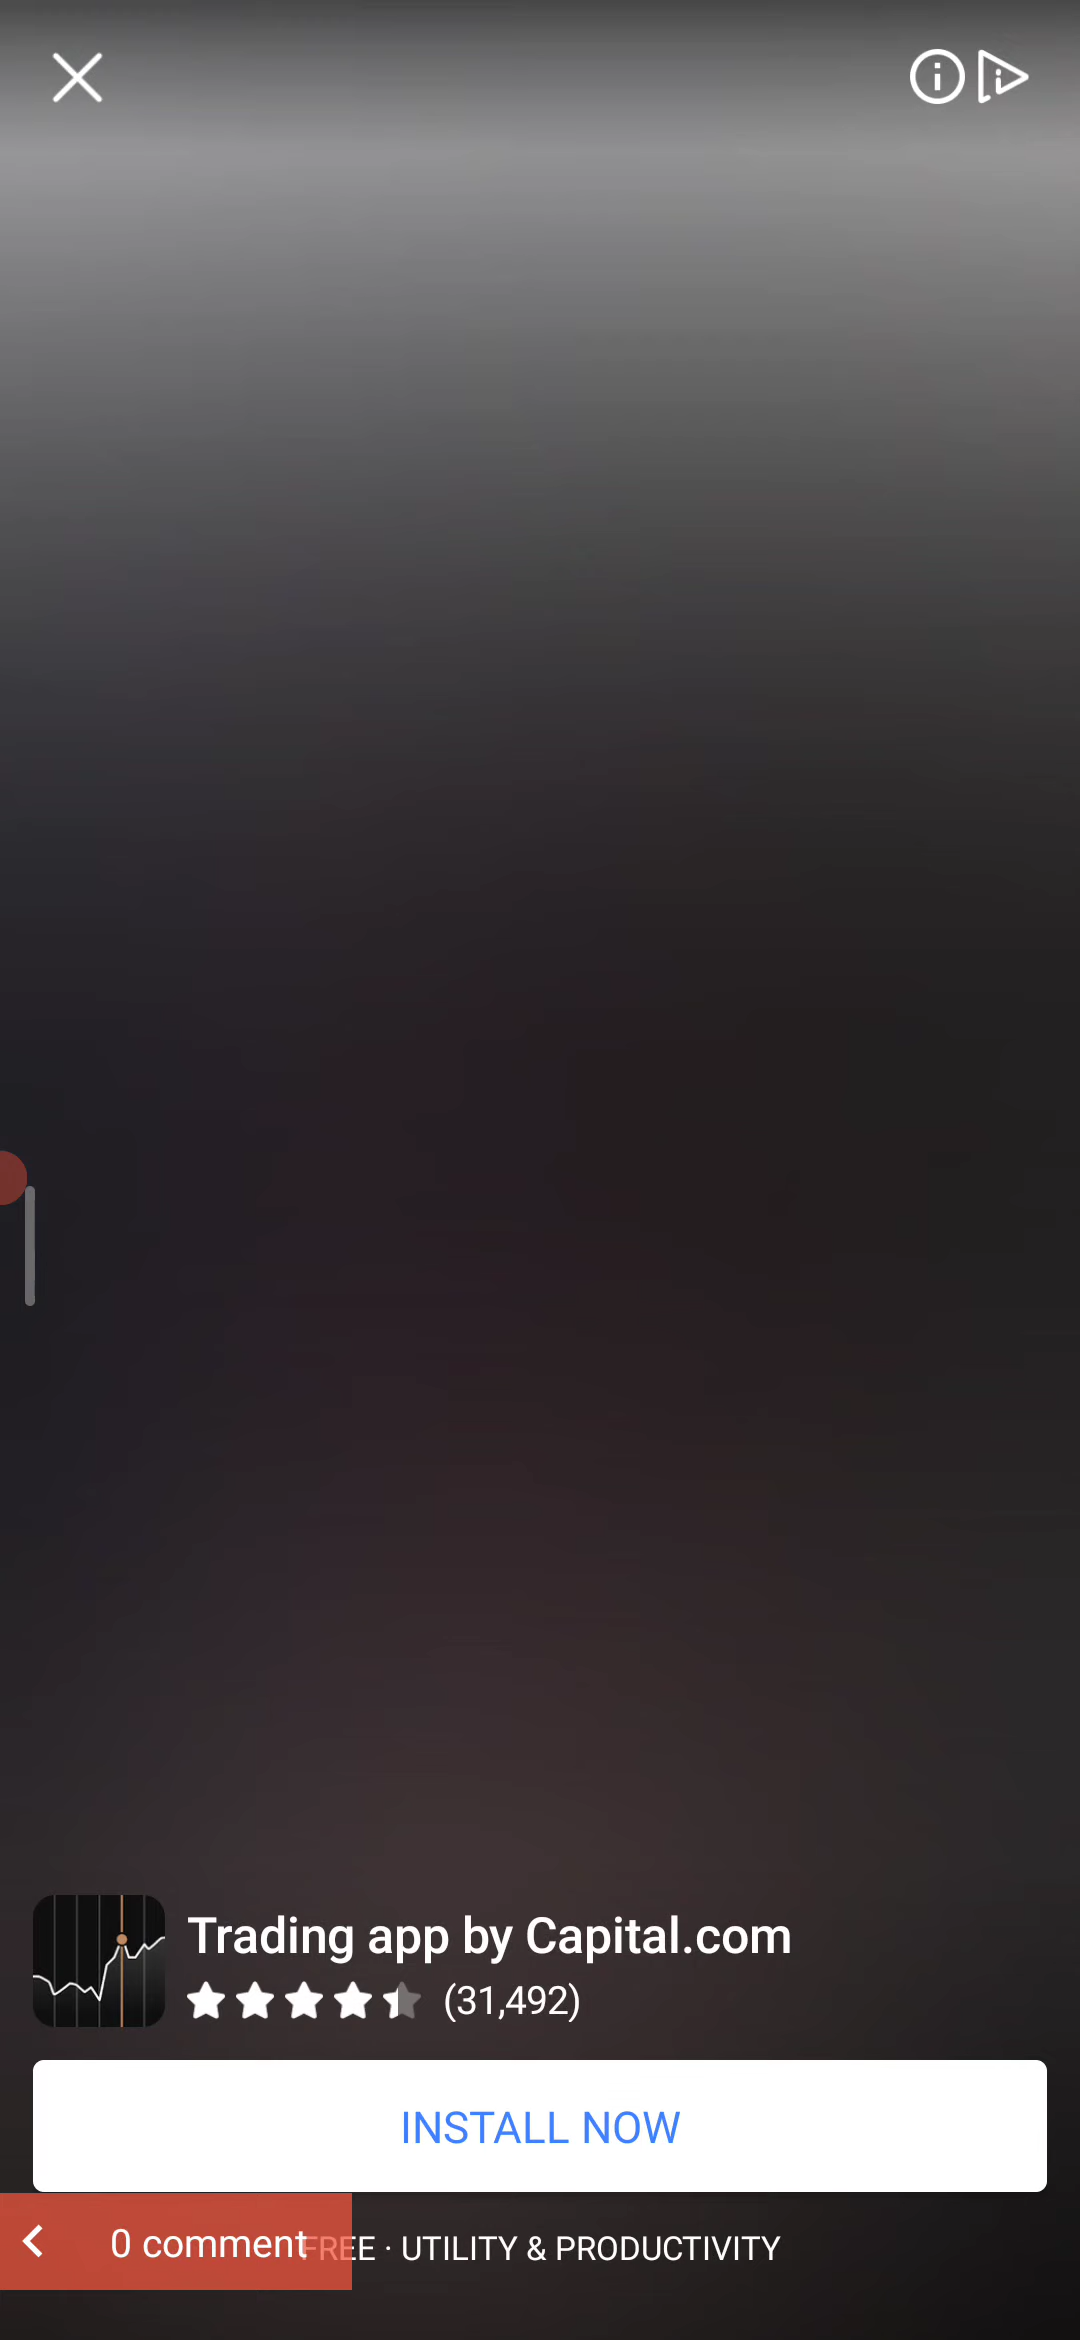 Trading app by Capital.com
(31,492)
INSTALL NOW
0 comment
FREE · UTILITY & PRODUCTIVITY